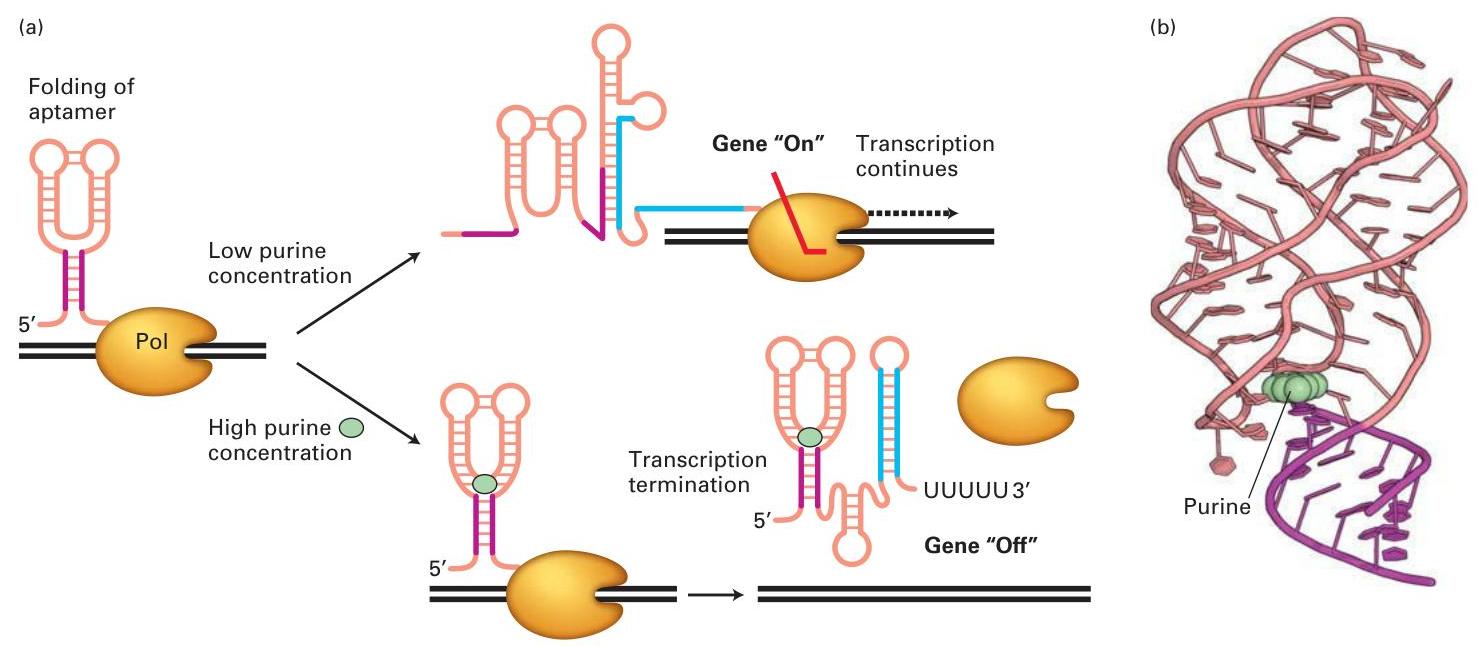 (a)
Folding of
aptamer
5′
Pol
Low purine
concentration
High purine
concentration
Gene “On”
Transcription
continues
5′
Transcription
termination
5′
UUUUU 3′
Gene “Off”
(b)
Purine